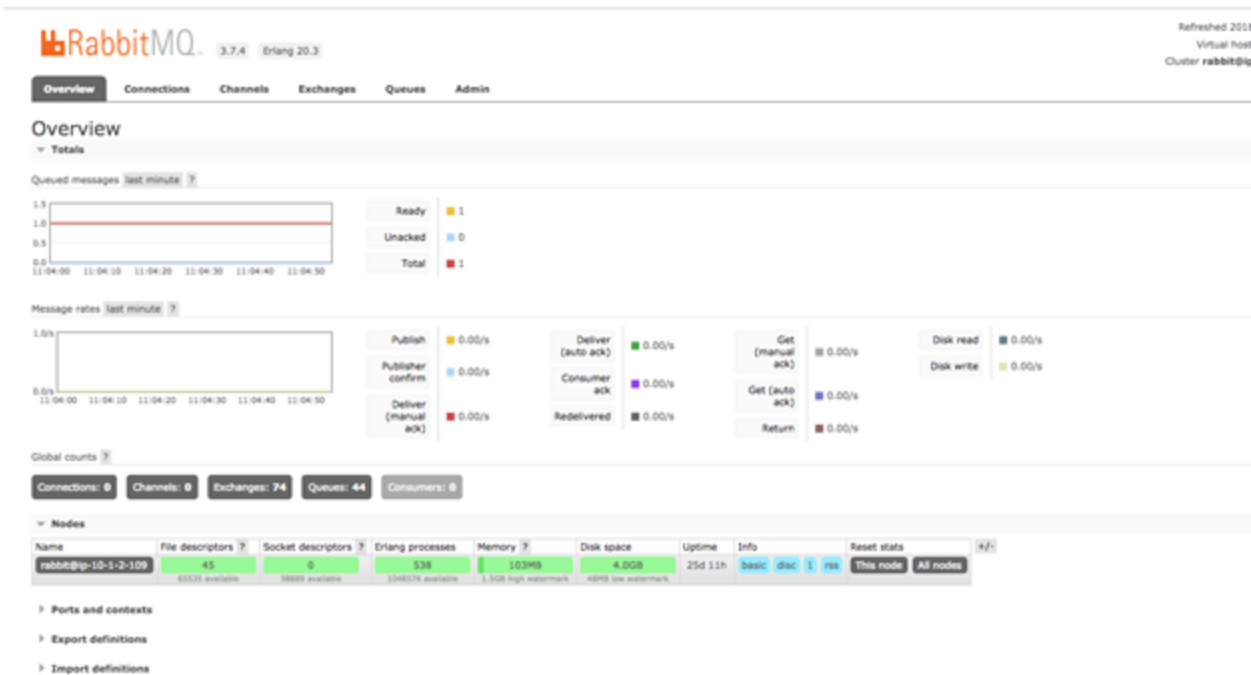 RabbitMQ 3.7.4 Erlang 20.3
Refreshed 2018
Virtual host
Cluster rabbit@ip
Overview Connections Channels Exchanges Queues Admin
Overview
Totals
Queued messages last minute ?
1.5
1.0
0.5
0.0
11:04:00 11:04:10 11:04:20 11:04:30 11:04:40 11:04:50
Ready 1
Unacked 0
Total 1
Message rates last minute ?
1.0/s
0.0/s
11:04:00 11:04:10 11:04:20 11:04:30 11:04:40 11:04:50
Publish 0.00/s
Publisher confirm 0.00/s
Deliver (manual ack) 0.00/s
Deliver (auto ack) 0.00/s
Consumer ack 0.00/s
Redelivered 0.00/s
Get (manual ack) 0.00/s
Get (auto ack) 0.00/s
Return 0.00/s
Disk read 0.00/s
Disk write 0.00/s
Global counts ?
Connections: 0 Channels: 0 Exchanges: 74 Queues: 44 Consumers: 0
Nodes
Name File descriptors ? Socket descriptors ? Erlang processes Memory ? Disk space Uptime Info Reset stats +/-
rabbit@ip-10-1-2-109 45 0 538 103MB 4.0GB 25d 11h basic disc 1 rss This node All nodes
65535 available 58889 available 1048576 available 1.5GB high watermark 48MB low watermark
Ports and contexts
Export definitions
Import definitions